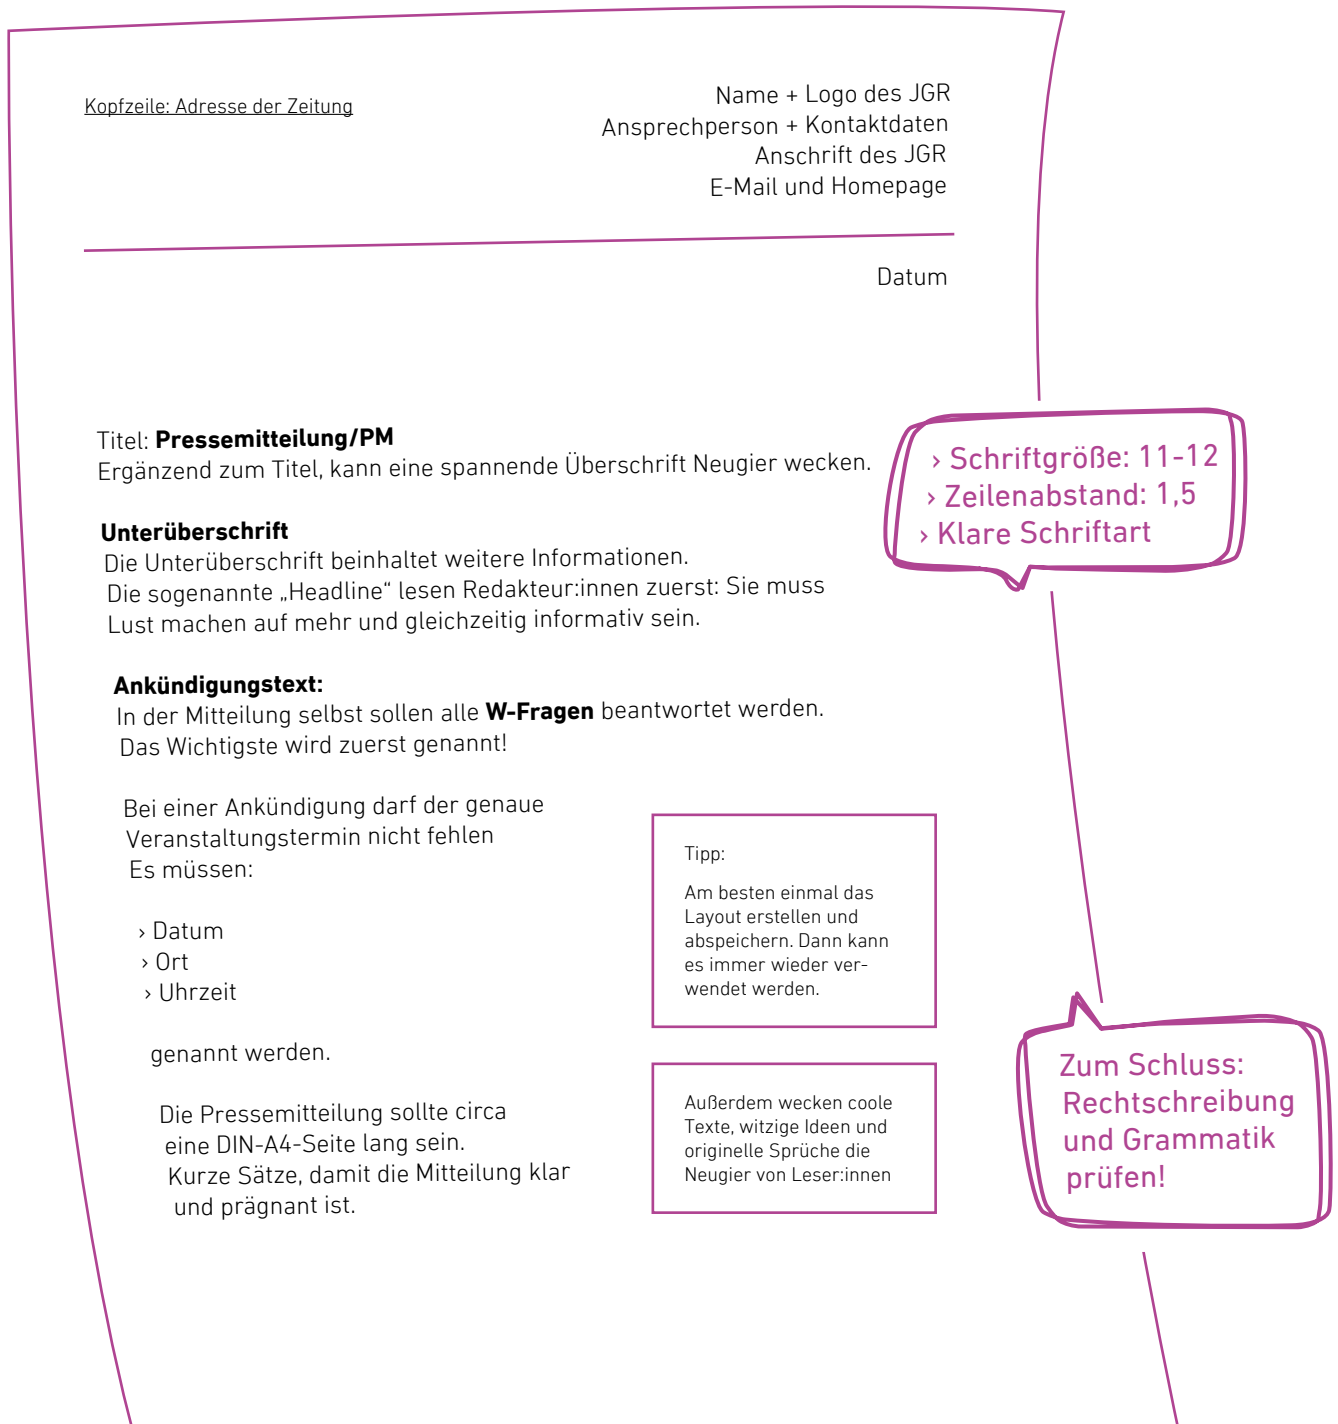 Kopfzeile: Adresse der Zeitung
Name + Logo des JGR
Ansprechperson + Kontaktdaten
Anschrift des JGR
E-Mail und Homepage
Datum
Titel: Pressemitteilung/PM
Ergänzend zum Titel, kann eine spannende Überschrift Neugier wecken.
› Schriftgröße: 11-12
› Zeilenabstand: 1,5
› Klare Schriftart
Unterüberschrift
Die Unterüberschrift beinhaltet weitere Informationen.
Die sogenannte „Headline“ lesen Redakteur:innen zuerst: Sie muss
Lust machen auf mehr und gleichzeitig informativ sein.
Ankündigungstext:
In der Mitteilung selbst sollen alle W-Fragen beantwortet werden.
Das Wichtigste wird zuerst genannt!
Bei einer Ankündigung darf der genaue
Veranstaltungstermin nicht fehlen
Es müssen:
› Datum
› Ort
› Uhrzeit
genannt werden.
Die Pressemitteilung sollte circa
eine DIN-A4-Seite lang sein.
Kurze Sätze, damit die Mitteilung klar
und prägnant ist.
Tipp:
Am besten einmal das
Layout erstellen und
abspeichern. Dann kann
es immer wieder ver-
wendet werden.
Außerdem wecken coole
Texte, witzige Ideen und
originelle Sprüche die
Neugier von Leser:innen
Zum Schluss:
Rechtschreibung
und Grammatik
prüfen!